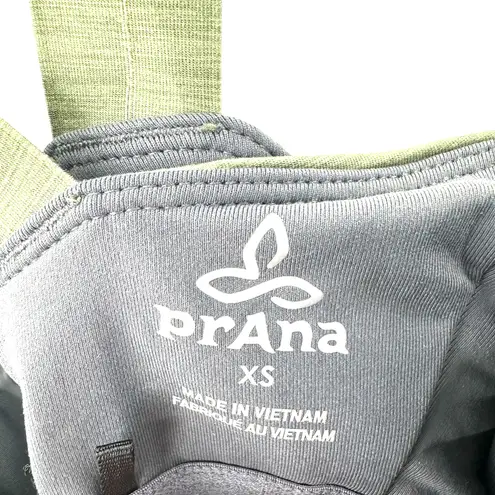 prAna
XS
MADE IN VIETNAM
FABRIQUÉ AU VIETNAM